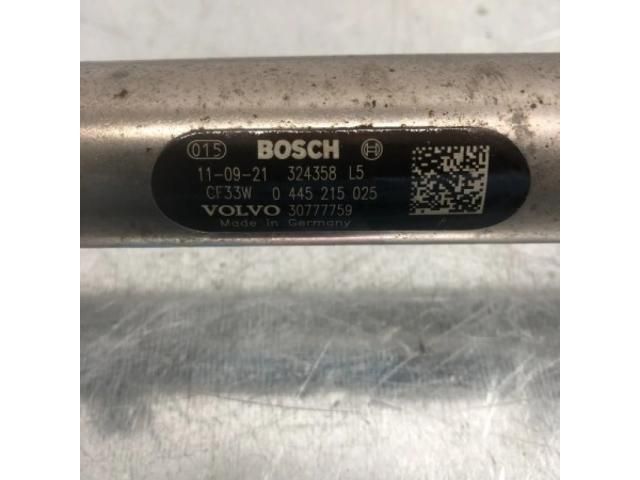 015 BOSCH
11-09-21 324358 L5
CF33W 0 445 215 025
VOLVO 30777759
Made in Germany